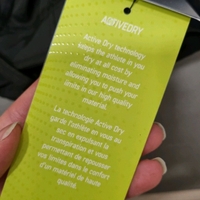 ACTIVEDRY
Active Dry technology
keeps the athlete in you
dry at all cost by
eliminating moisture and
allowing you to push your
limits in our high quality
material.
La technologie Active Dry
garde l'athlète en vous au
sec en expulsant la
transpiration et vous
permettant de repousser
vos limites dans le confort
d'un matériel de haute
qualité.